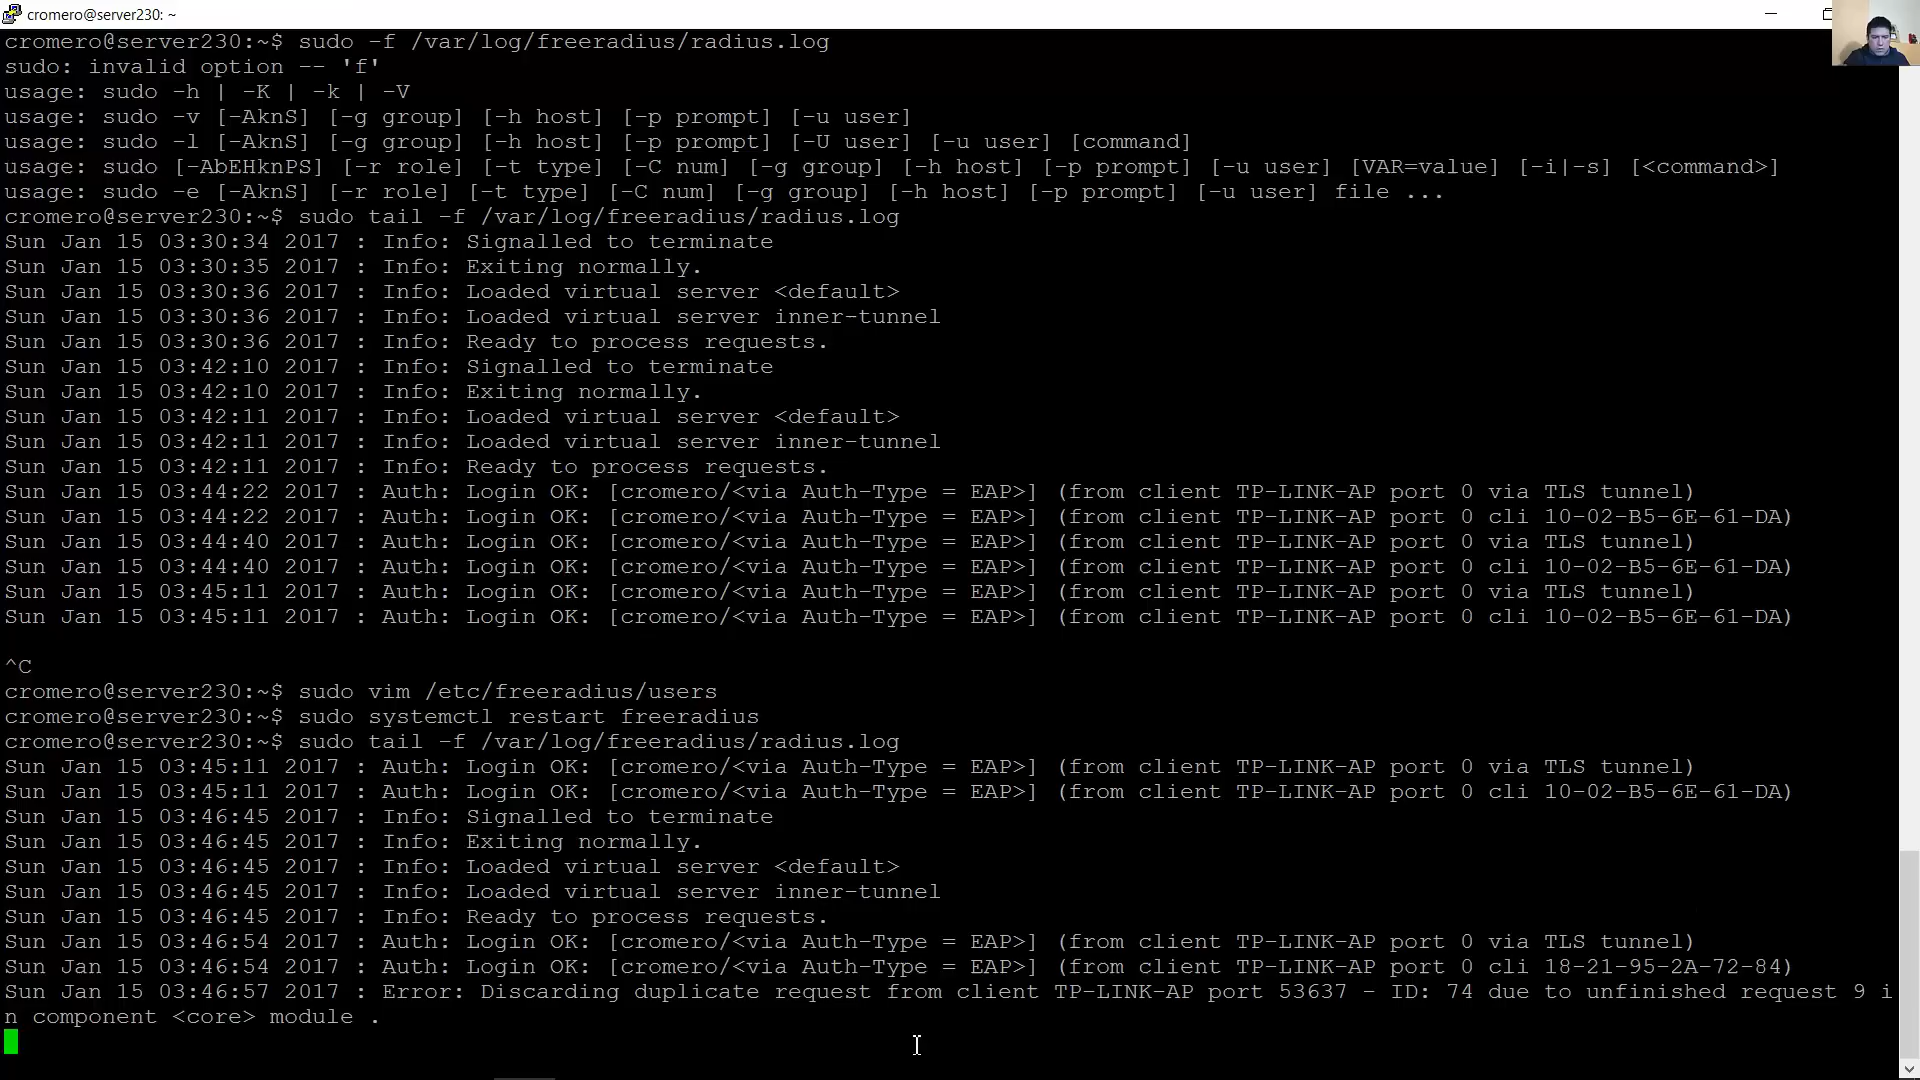 cromero@server230: ~
cromero@server230:~$ sudo -f /var/log/freeradius/radius.log
sudo: invalid option -- 'f'
usage: sudo -h | -K | -k | -V
usage: sudo -v [-AknS] [-g group] [-h host] [-p prompt] [-u user]
usage: sudo -l [-AknS] [-g group] [-h host] [-p prompt] [-U user] [-u user] [command]
usage: sudo [-AbEHknPS] [-r role] [-t type] [-C num] [-g group] [-h host] [-p prompt] [-u user] [VAR=value] [-i|-s] [<command>]
usage: sudo -e [-AknS] [-r role] [-t type] [-C num] [-g group] [-h host] [-p prompt] [-u user] file ...
cromero@server230:~$ sudo tail -f /var/log/freeradius/radius.log
Sun Jan 15 03:30:34 2017 : Info: Signalled to terminate
Sun Jan 15 03:30:35 2017 : Info: Exiting normally.
Sun Jan 15 03:30:36 2017 : Info: Loaded virtual server <default>
Sun Jan 15 03:30:36 2017 : Info: Loaded virtual server inner-tunnel
Sun Jan 15 03:30:36 2017 : Info: Ready to process requests.
Sun Jan 15 03:42:10 2017 : Info: Signalled to terminate
Sun Jan 15 03:42:10 2017 : Info: Exiting normally.
Sun Jan 15 03:42:11 2017 : Info: Loaded virtual server <default>
Sun Jan 15 03:42:11 2017 : Info: Loaded virtual server inner-tunnel
Sun Jan 15 03:42:11 2017 : Info: Ready to process requests.
Sun Jan 15 03:44:22 2017 : Auth: Login OK: [cromero/<via Auth-Type = EAP>] (from client TP-LINK-AP port 0 via TLS tunnel)
Sun Jan 15 03:44:22 2017 : Auth: Login OK: [cromero/<via Auth-Type = EAP>] (from client TP-LINK-AP port 0 cli 10-02-B5-6E-61-DA)
Sun Jan 15 03:44:40 2017 : Auth: Login OK: [cromero/<via Auth-Type = EAP>] (from client TP-LINK-AP port 0 via TLS tunnel)
Sun Jan 15 03:44:40 2017 : Auth: Login OK: [cromero/<via Auth-Type = EAP>] (from client TP-LINK-AP port 0 cli 10-02-B5-6E-61-DA)
Sun Jan 15 03:45:11 2017 : Auth: Login OK: [cromero/<via Auth-Type = EAP>] (from client TP-LINK-AP port 0 via TLS tunnel)
Sun Jan 15 03:45:11 2017 : Auth: Login OK: [cromero/<via Auth-Type = EAP>] (from client TP-LINK-AP port 0 cli 10-02-B5-6E-61-DA)
^C
cromero@server230:~$ sudo vim /etc/freeradius/users
cromero@server230:~$ sudo systemctl restart freeradius
cromero@server230:~$ sudo tail -f /var/log/freeradius/radius.log
Sun Jan 15 03:45:11 2017 : Auth: Login OK: [cromero/<via Auth-Type = EAP>] (from client TP-LINK-AP port 0 via TLS tunnel)
Sun Jan 15 03:45:11 2017 : Auth: Login OK: [cromero/<via Auth-Type = EAP>] (from client TP-LINK-AP port 0 cli 10-02-B5-6E-61-DA)
Sun Jan 15 03:46:45 2017 : Info: Signalled to terminate
Sun Jan 15 03:46:45 2017 : Info: Exiting normally.
Sun Jan 15 03:46:45 2017 : Info: Loaded virtual server <default>
Sun Jan 15 03:46:45 2017 : Info: Loaded virtual server inner-tunnel
Sun Jan 15 03:46:45 2017 : Info: Ready to process requests.
Sun Jan 15 03:46:54 2017 : Auth: Login OK: [cromero/<via Auth-Type = EAP>] (from client TP-LINK-AP port 0 via TLS tunnel)
Sun Jan 15 03:46:54 2017 : Auth: Login OK: [cromero/<via Auth-Type = EAP>] (from client TP-LINK-AP port 0 cli 18-21-95-2A-72-84)
Sun Jan 15 03:46:57 2017 : Error: Discarding duplicate request from client TP-LINK-AP port 53637 - ID: 74 due to unfinished request 9 i
n component <core> module .